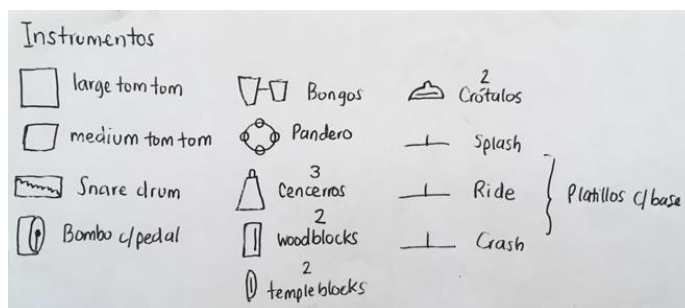 Instrumentos
large tom tom
medium tom tom
Snare drum
Bombo c/pedal
Bongos
Pandero
3
Cencerros
2
woodblocks
2
templeblocks
2
Crótulos
Splash
Ride
Crash
Platillos c/base